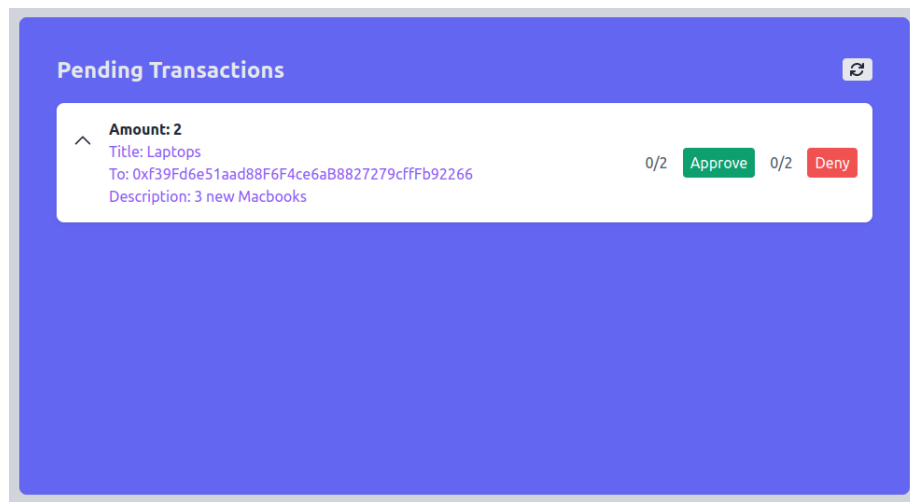 Pending Transactions
Amount: 2
Title: Laptops
To: 0xf39Fd6e51aad88F6F4ce6aB8827279cffFb92266
Description: 3 new Macbooks
0/2 Approve 0/2 Deny